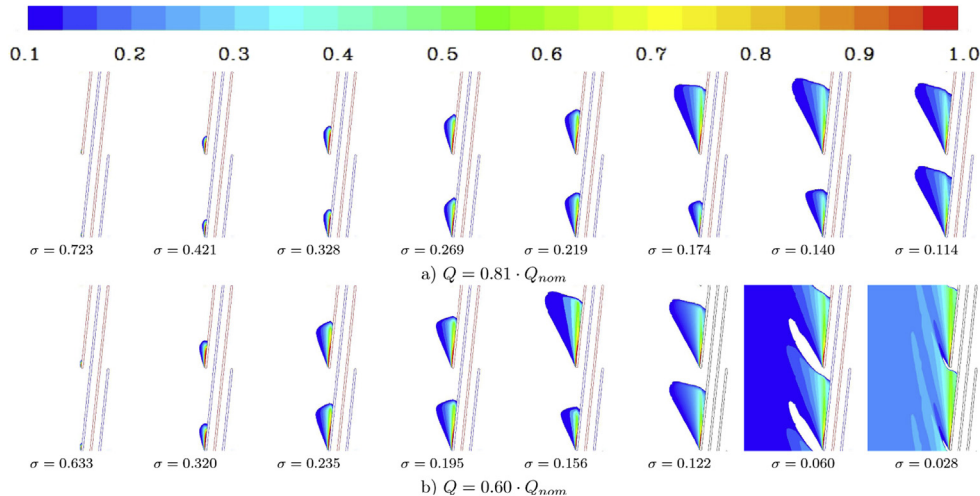 0.1 0.2 0.3 0.4 0.5 0.6 0.7 0.8 0.9 1.0
σ = 0.723 σ = 0.421 σ = 0.328 σ = 0.269 σ = 0.219 σ = 0.174 σ = 0.140 σ = 0.114
a) Q = 0.81 · Qnom
σ = 0.633 σ = 0.320 σ = 0.235 σ = 0.195 σ = 0.156 σ = 0.122 σ = 0.060 σ = 0.028
b) Q = 0.60 · Qnom